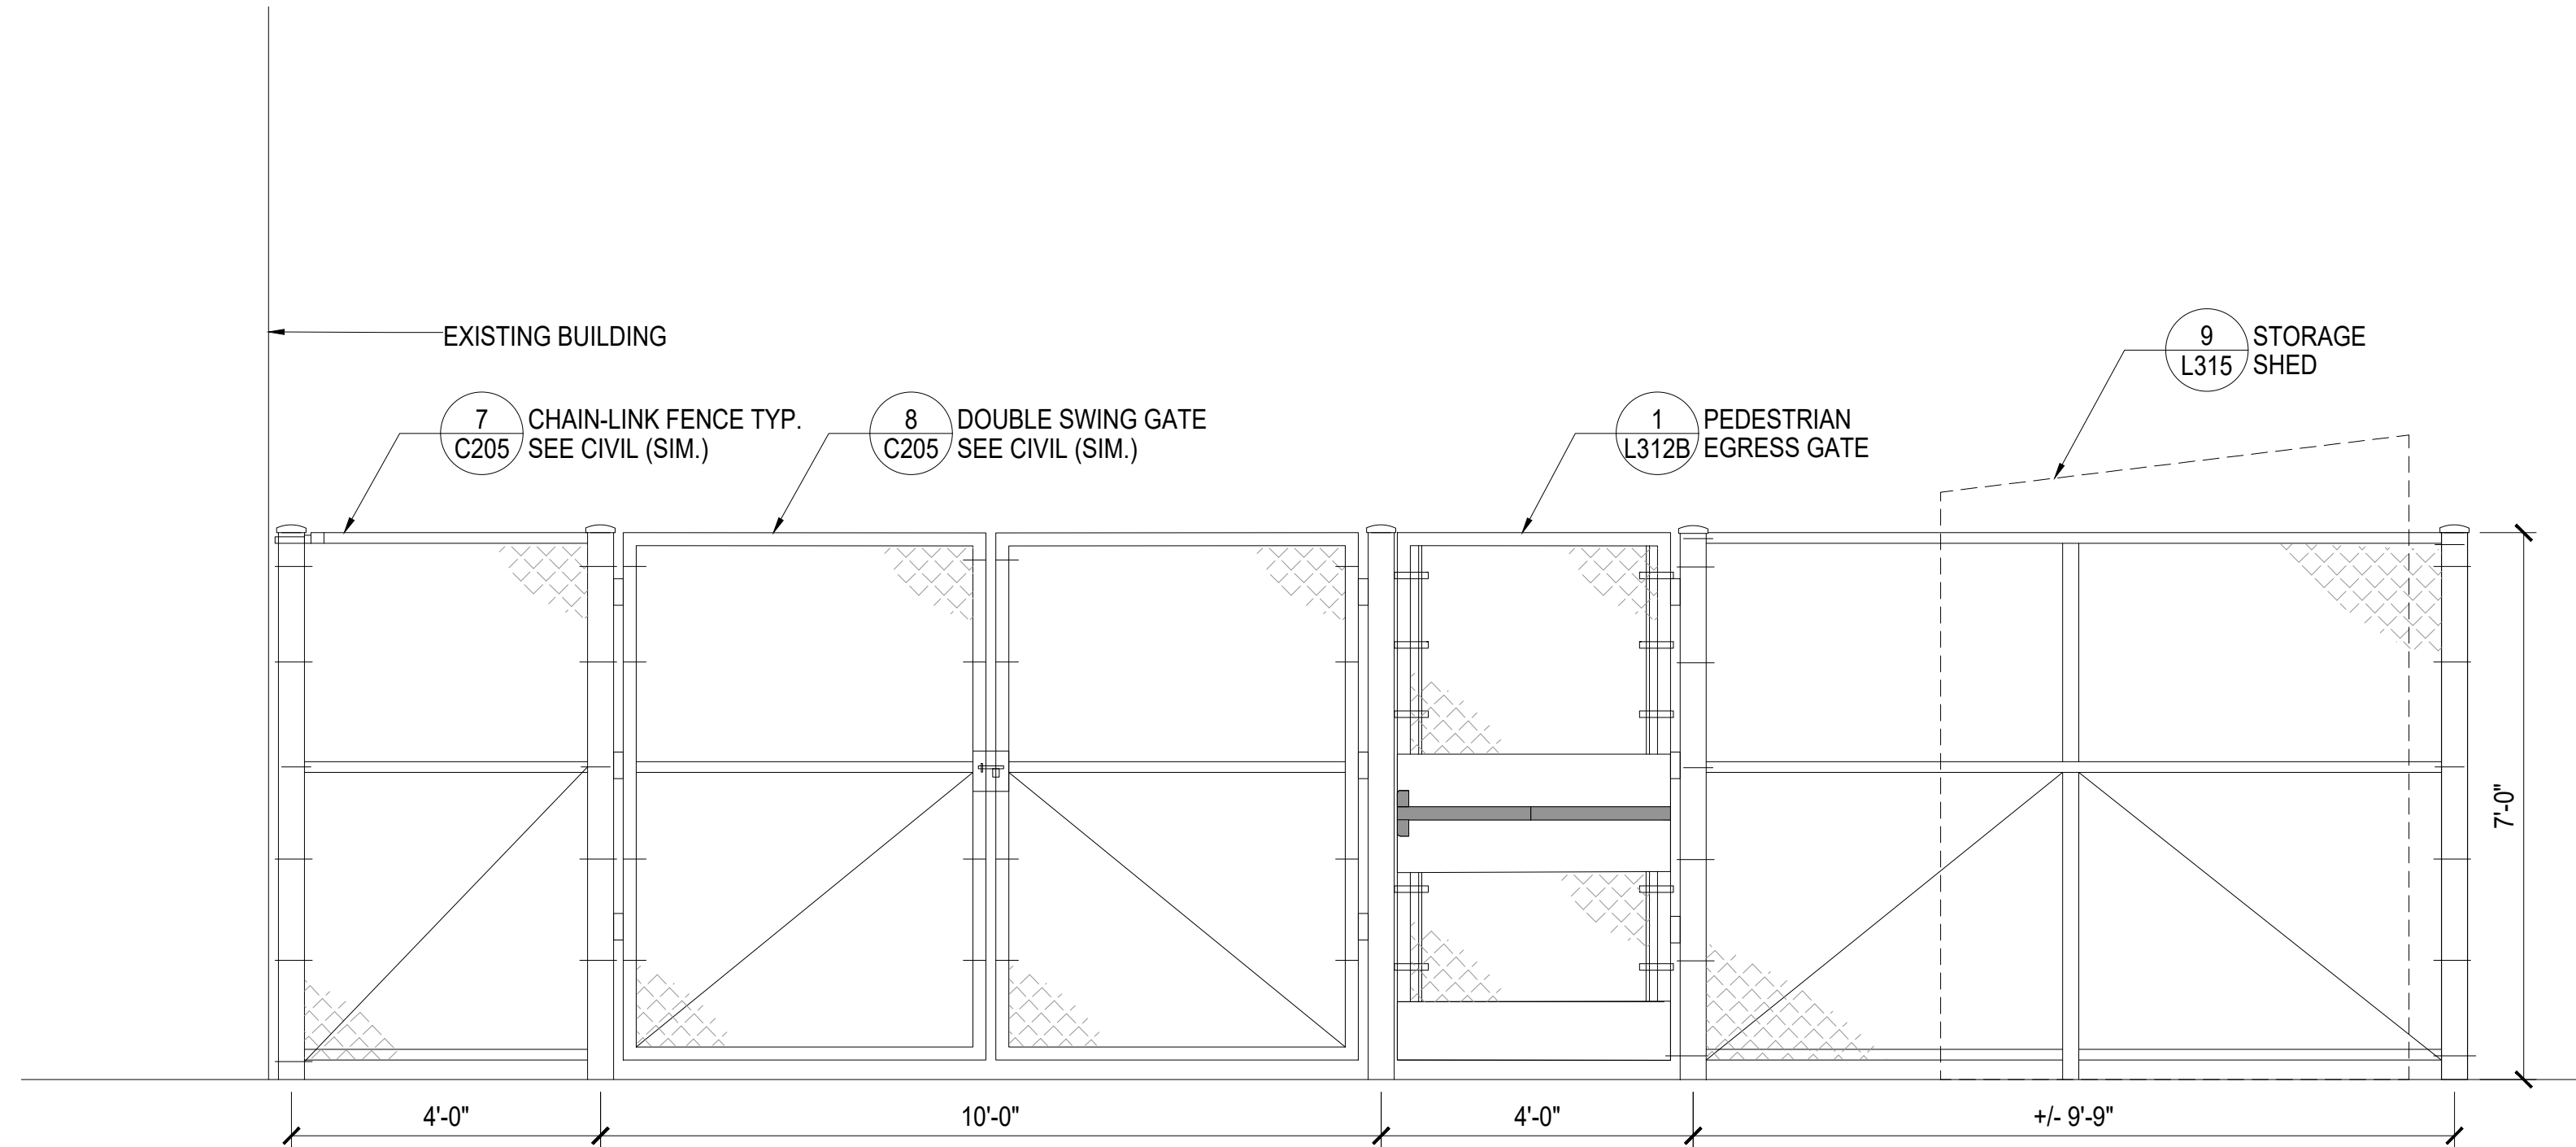 EXISTING BUILDING
9
L315
STORAGE
SHED
7
C205
CHAIN-LINK FENCE TYP.
SEE CIVIL (SIM.)
8
C205
DOUBLE SWING GATE
SEE CIVIL (SIM.)
1
L312B
PEDESTRIAN
EGRESS GATE
7'-0"
4'-0"
10'-0"
4'-0"
+/- 9'-9"